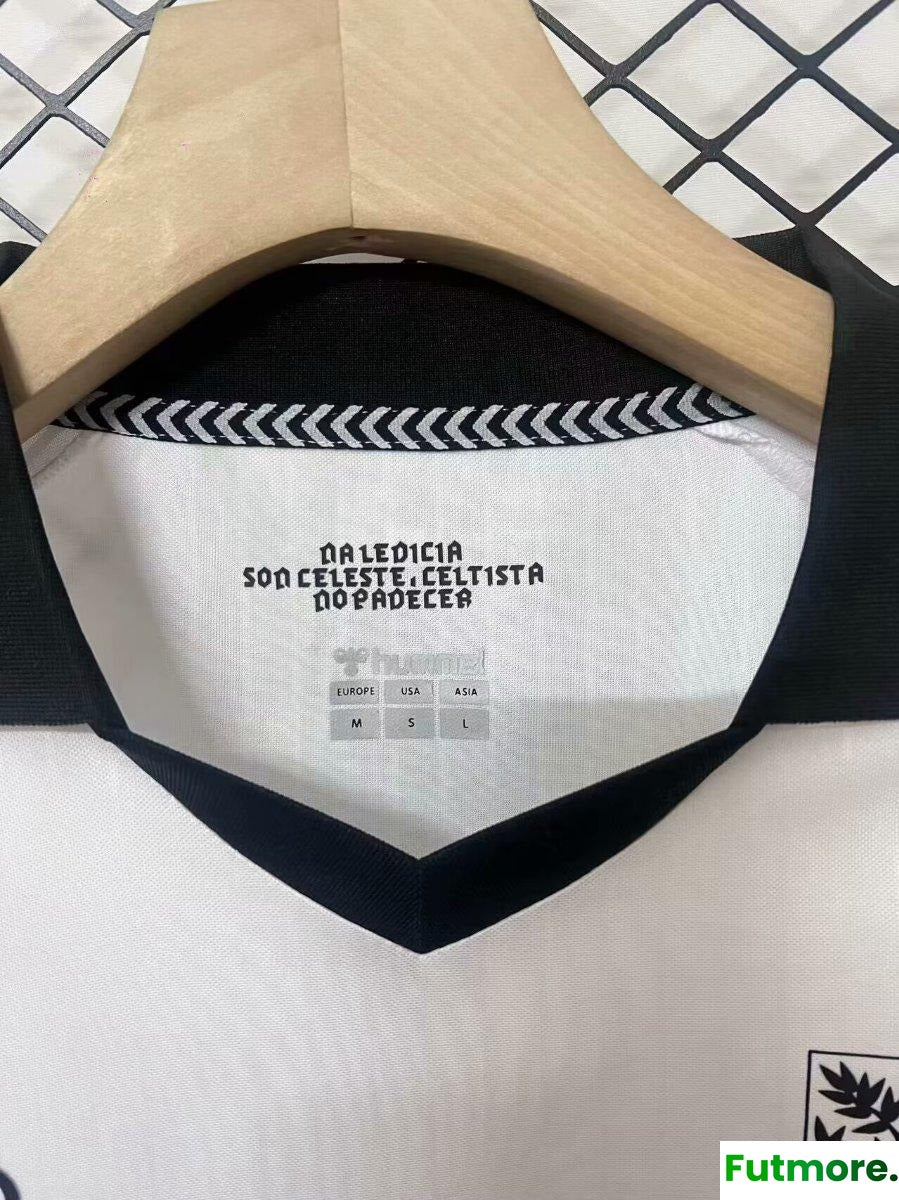 NA LEDICIA
SON CELESTE, CELTISTA
NO PADECER
hummel
EUROPE USA ASIA
M S L
Futmore.